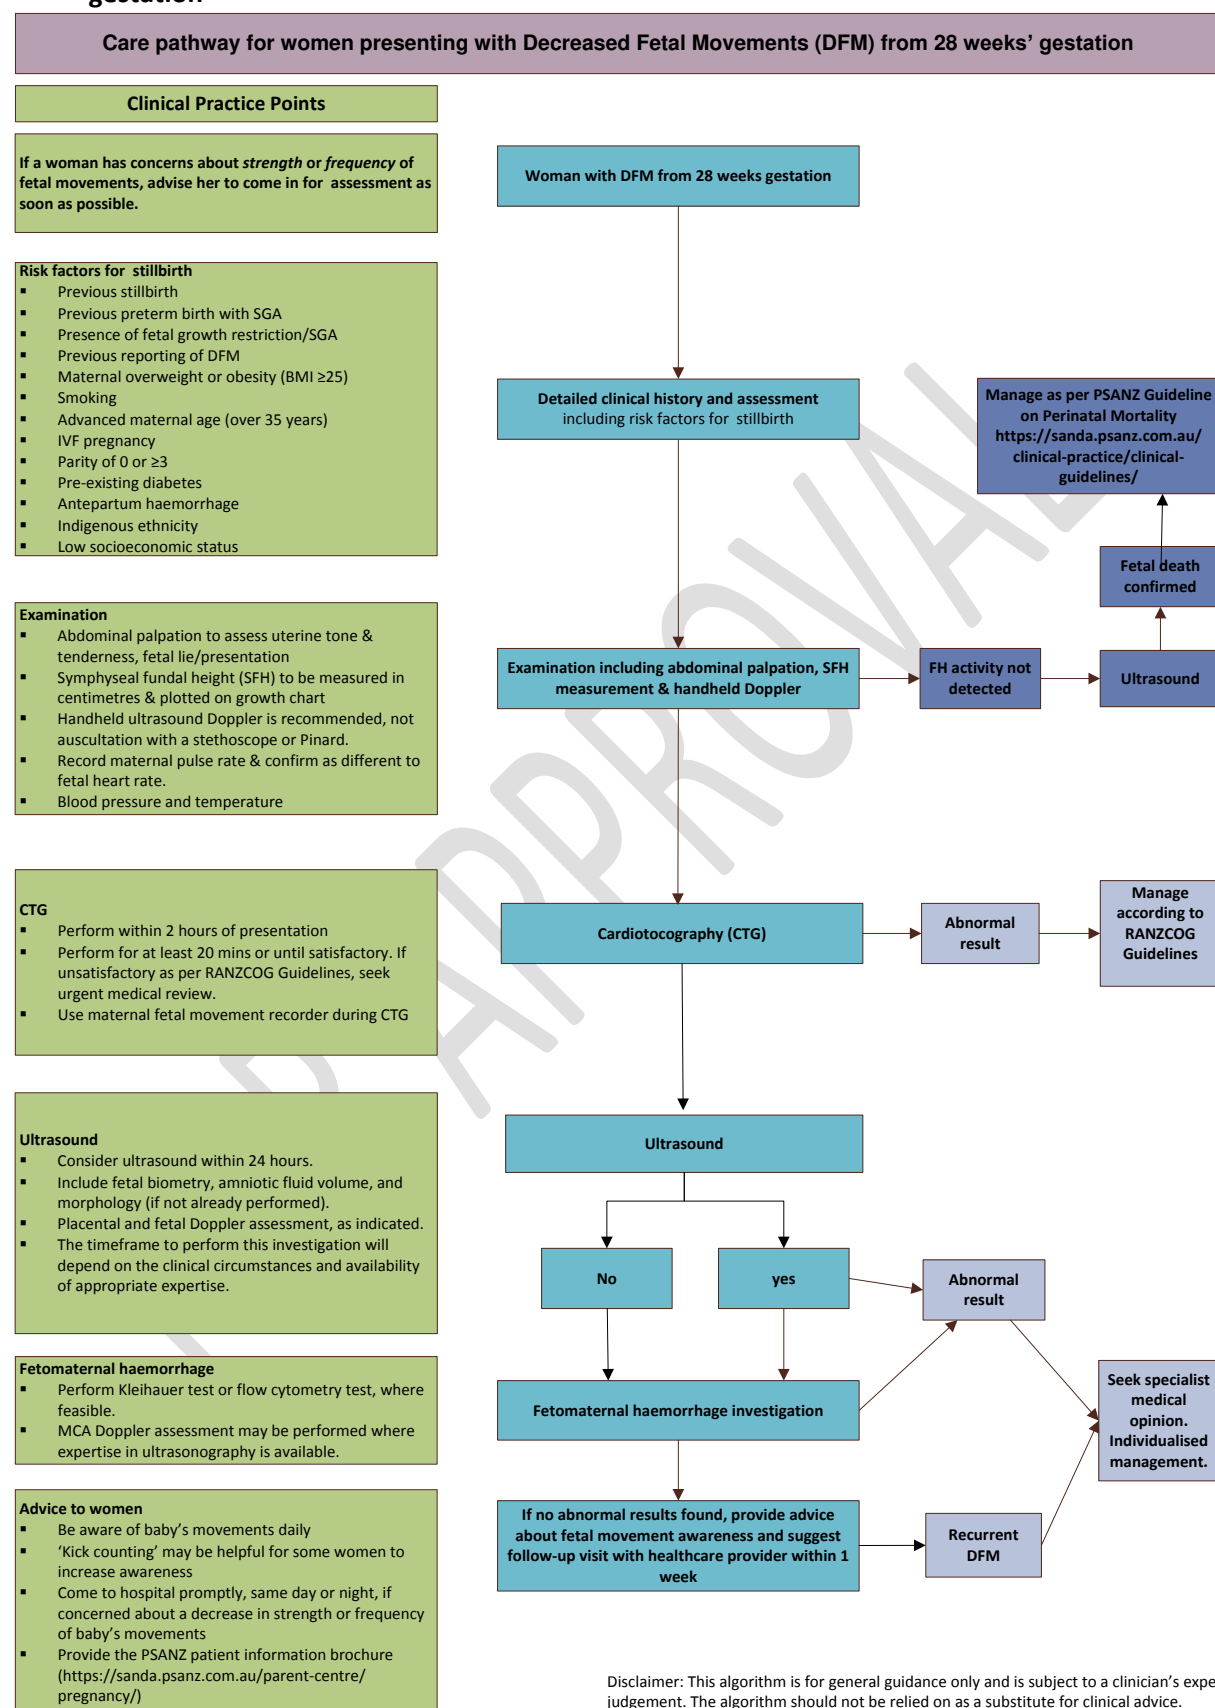 gestation
Care pathway for women presenting with Decreased Fetal Movements (DFM) from 28 weeks' gestation
Clinical Practice Points
If a woman has concerns about strength or frequency of
fetal movements, advise her to come in for assessment as
soon as possible.
Risk factors for stillbirth
▪ Previous stillbirth
▪ Previous preterm birth with SGA
▪ Presence of fetal growth restriction/SGA
▪ Previous reporting of DFM
▪ Maternal overweight or obesity (BMI ≥25)
▪ Smoking
▪ Advanced maternal age (over 35 years)
▪ IVF pregnancy
▪ Parity of 0 or ≥3
▪ Pre-existing diabetes
▪ Antepartum haemorrhage
▪ Indigenous ethnicity
▪ Low socioeconomic status
Examination
▪ Abdominal palpation to assess uterine tone &
tenderness, fetal lie/presentation
▪ Symphyseal fundal height (SFH) to be measured in
centimetres & plotted on growth chart
▪ Handheld ultrasound Doppler is recommended, not
auscultation with a stethoscope or Pinard.
▪ Record maternal pulse rate & confirm as different to
fetal heart rate.
▪ Blood pressure and temperature
CTG
▪ Perform within 2 hours of presentation
▪ Perform for at least 20 mins or until satisfactory. If
unsatisfactory as per RANZCOG Guidelines, seek
urgent medical review.
▪ Use maternal fetal movement recorder during CTG
Ultrasound
▪ Consider ultrasound within 24 hours.
▪ Include fetal biometry, amniotic fluid volume, and
morphology (if not already performed).
▪ Placental and fetal Doppler assessment, as indicated.
▪ The timeframe to perform this investigation will
depend on the clinical circumstances and availability
of appropriate expertise.
Fetomaternal haemorrhage
▪ Perform Kleihauer test or flow cytometry test, where
feasible.
▪ MCA Doppler assessment may be performed where
expertise in ultrasonography is available.
Advice to women
▪ Be aware of baby's movements daily
▪ 'Kick counting' may be helpful for some women to
increase awareness
▪ Come to hospital promptly, same day or night, if
concerned about a decrease in strength or frequency
of baby's movements
▪ Provide the PSANZ patient information brochure
(https://sanda.psanz.com.au/parent-centre/
pregnancy/)
Woman with DFM from 28 weeks gestation
Detailed clinical history and assessment
including risk factors for stillbirth
Manage as per PSANZ Guideline
on Perinatal Mortality
https://sanda.psanz.com.au/
clinical-practice/clinical-
guidelines/
Fetal death
confirmed
Examination including abdominal palpation, SFH
measurement & handheld Doppler
FH activity not
detected
Ultrasound
Cardiotocography (CTG)
Abnormal
result
Manage
according to
RANZCOG
Guidelines
Ultrasound
No
yes
Abnormal
result
Fetomaternal haemorrhage investigation
Seek specialist
medical
opinion.
Individualised
management.
If no abnormal results found, provide advice
about fetal movement awareness and suggest
follow-up visit with healthcare provider within 1
week
Recurrent
DFM
Disclaimer: This algorithm is for general guidance only and is subject to a clinician's expe
judgement. The algorithm should not be relied on as a substitute for clinical advice.
APPROVAL